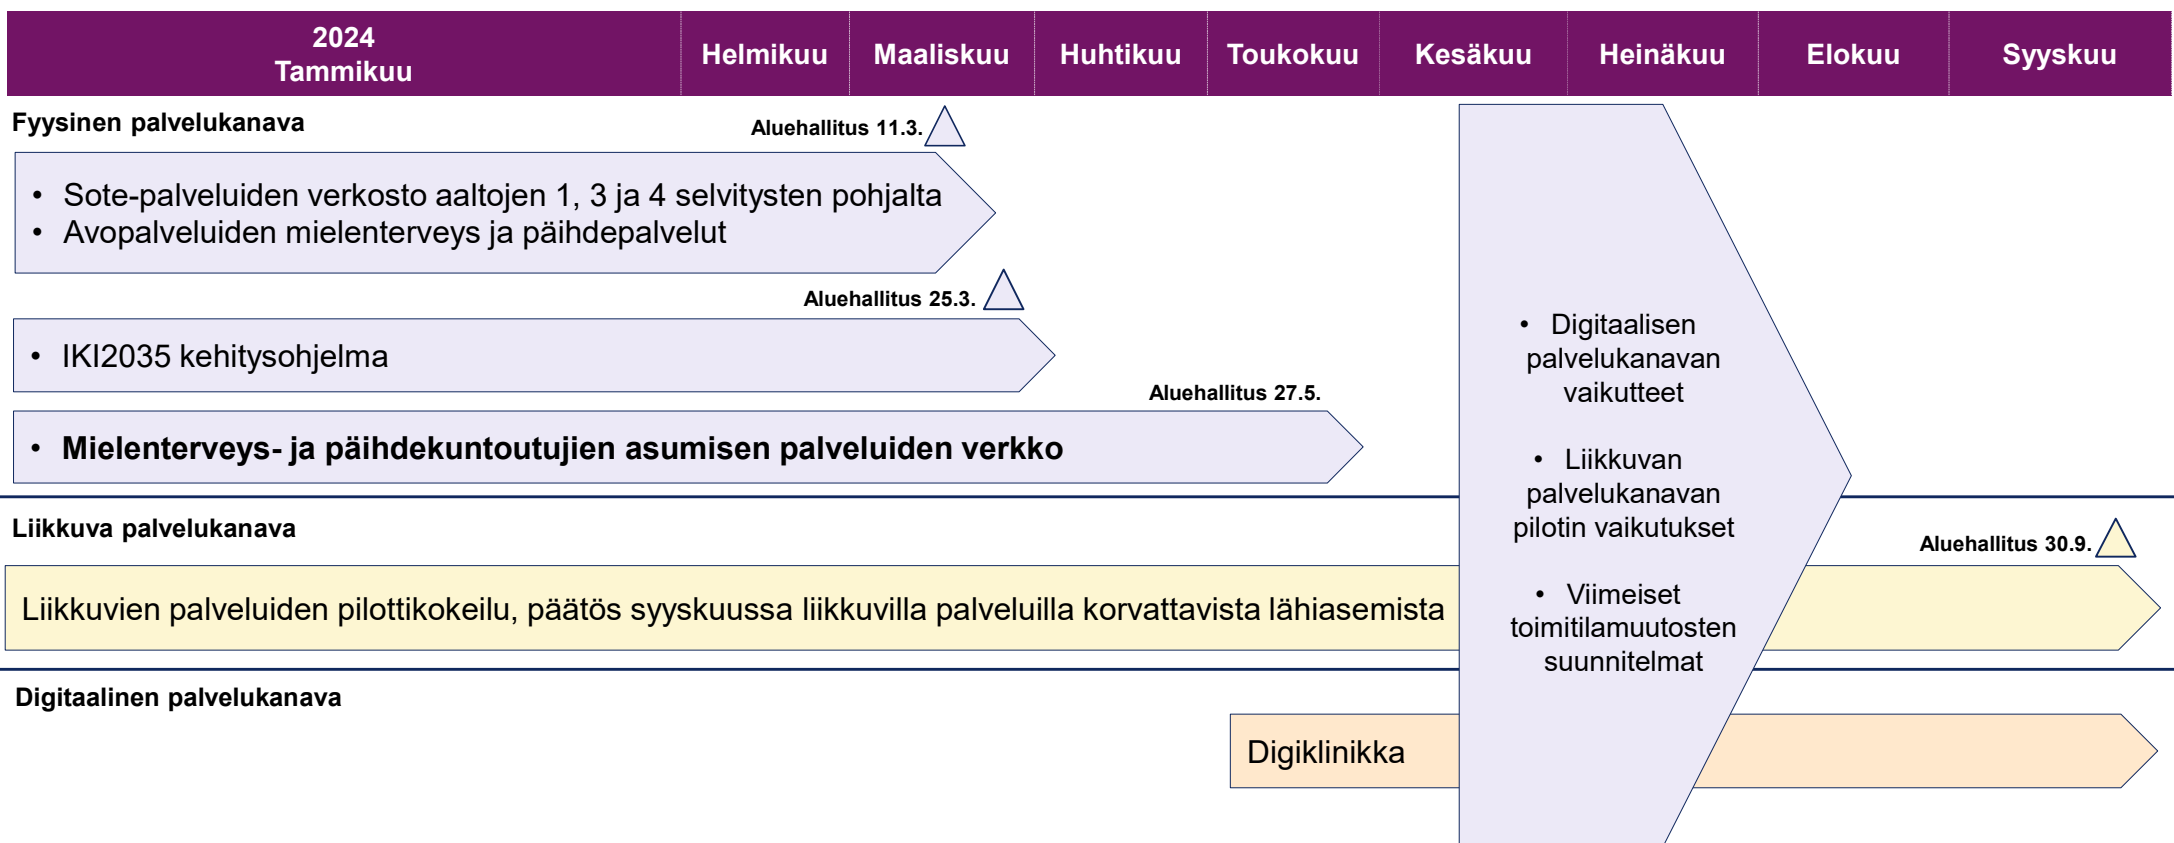 2024
Tammikuu
Helmikuu
Maaliskuu
Huhtikuu
Toukokuu
Kesäkuu
Heinäkuu
Elokuu
Syyskuu
Fyysinen palvelukanava
Aluehallitus 11.3.
• Sote-palveluiden verkosto aaltojen 1, 3 ja 4 selvitysten pohjalta
• Avopalveluiden mielenterveys ja päihdepalvelut
Aluehallitus 25.3.
• IKI2035 kehitysohjelma
Aluehallitus 27.5.
• Mielenterveys- ja päihdekuntoutujien asumisen palveluiden verkko
• Digitaalisen
palvelukanavan
vaikutteet
• Liikkuvan
palvelukanavan
pilotin vaikutukset
• Viimeiset
toimitilamuutosten
suunnitelmat
Liikkuva palvelukanava
Aluehallitus 30.9.
Liikkuvien palveluiden pilottikokeilu, päätös syyskuussa liikkuvilla palveluilla korvattavista lähiasemista
Digitaalinen palvelukanava
Digiklinikka